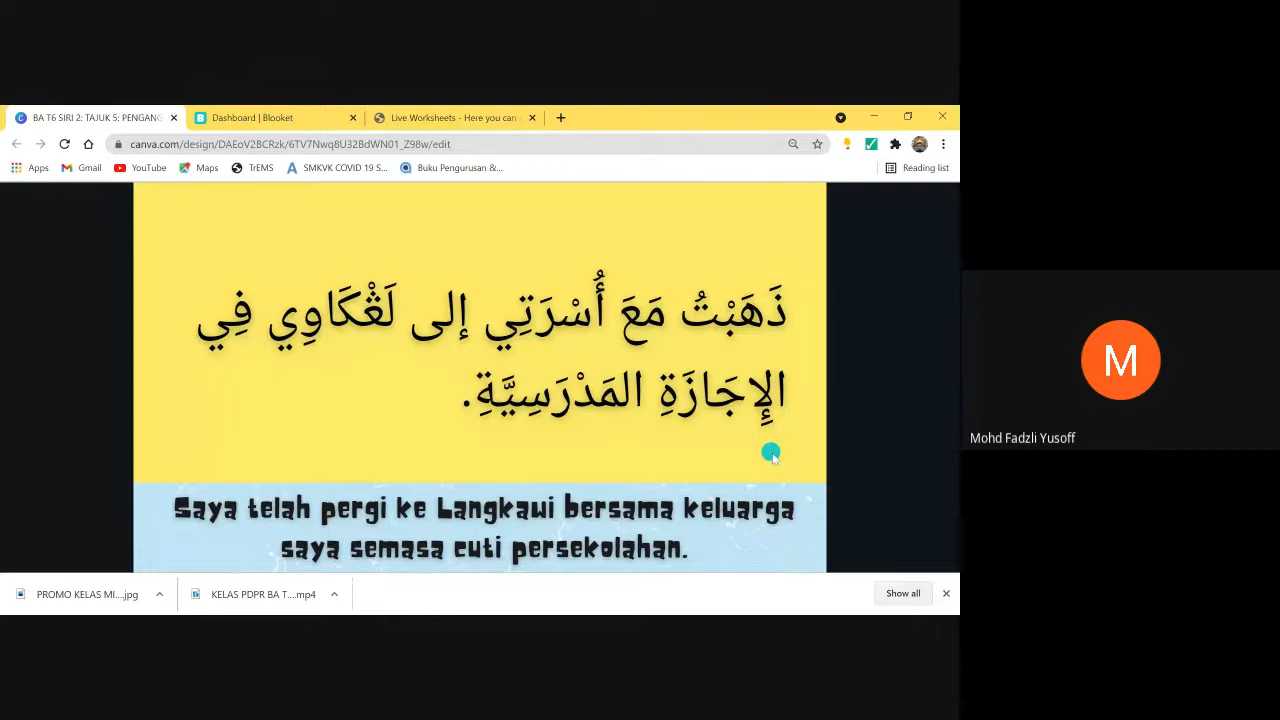 BA T6 SIRI 2: TAJUK 5: PENGANG
Dashboard | Blooket
Live Worksheets - Here you can
canva.com/design/DAEoV2BCRzk/6TV7Nwq8U32BdWN01_Z98w/edit
Apps
Gmail
YouTube
Maps
TrEMS
SMKVK COVID 19 S...
Buku Pengurusan &...
Reading list
ذَهَبْتُ مَعَ أُسْرَتِي إلى لَڠْكَاوِي فِي
الإِجَازَةِ المَدْرَسِيَّةِ.
Saya telah pergi ke Langkawi bersama keluarga
saya semasa cuti persekolahan.
M
Mohd Fadzli Yusoff
PROMO KELAS MI....jpg
KELAS PDPR BA T....mp4
Show all